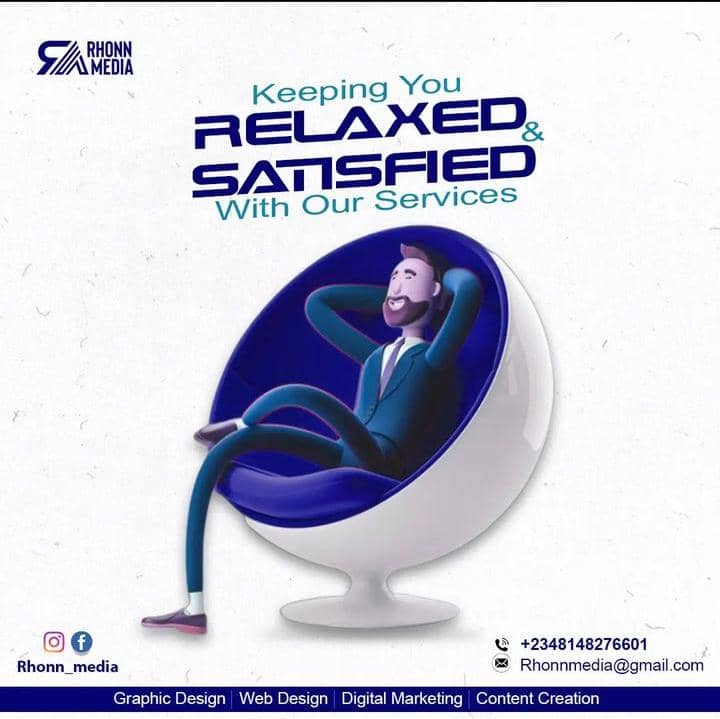 RHONN
MEDIA
Keeping You
RELAXED
&
SATISFIED
With Our Services
Rhonn_media
+2348148276601
Rhonnmedia@gmail.com
Graphic Design | Web Design | Digital Marketing | Content Creation